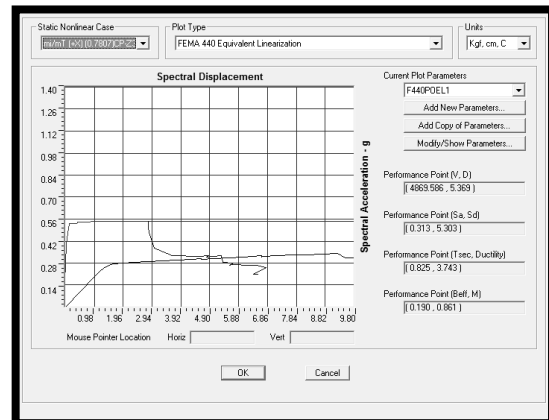 Static Nonlinear Case
Plot Type
FEMA 440 Equivalent Linearization
Units
Kgf, cm, C
Spectral Displacement
1.40
1.26
1.12
0.98
0.84
0.70
0.56
0.42
0.28
0.14
0.98 1.96 2.94 3.92 4.90 5.88 6.86 7.84 8.82 9.80
Spectral Acceleration - g
Mouse Pointer Location Horiz Vert
Current Plot Parameters
F440POEL1
Add New Parameters...
Add Copy of Parameters...
Modify/Show Parameters...
Performance Point (V, D)
( 4869.586 , 5.369 )
Performance Point (Sa, Sd)
( 0.313 , 5.303 )
Performance Point (Tsec, Ductility)
( 0.825 , 3.743 )
Performance Point (Beff, M)
( 0.190 , 0.861 )
OK
Cancel